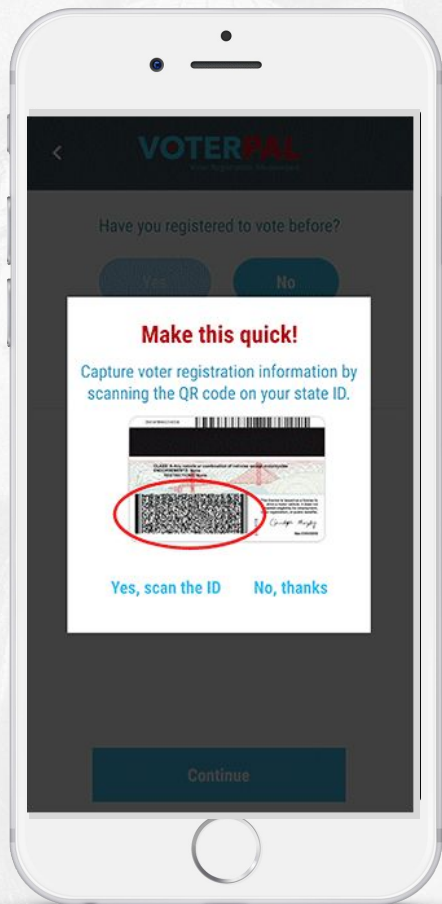 VOTERPAL
Have you registered to vote before?
Yes
No
Make this quick!
Capture voter registration information by
scanning the QR code on your state ID.
Yes, scan the ID
No, thanks
Continue